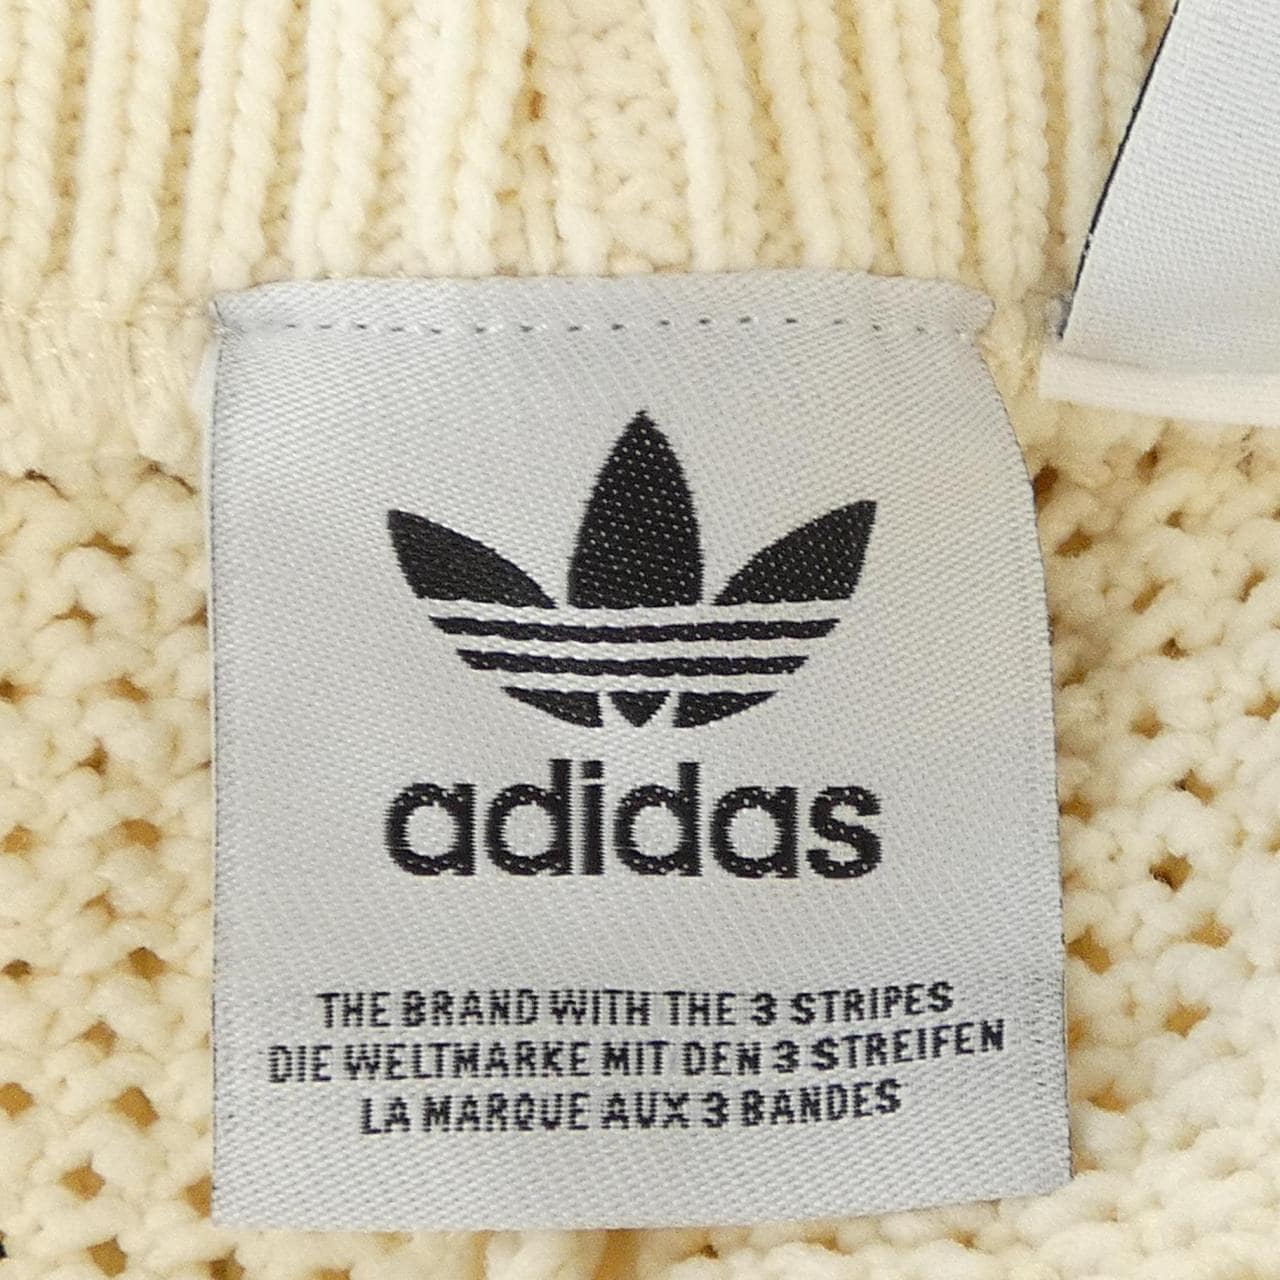 adidas
THE BRAND WITH THE 3 STRIPES
DIE WELTMARKE MIT DEN 3 STREIFEN
LA MARQUE AUX 3 BANDES